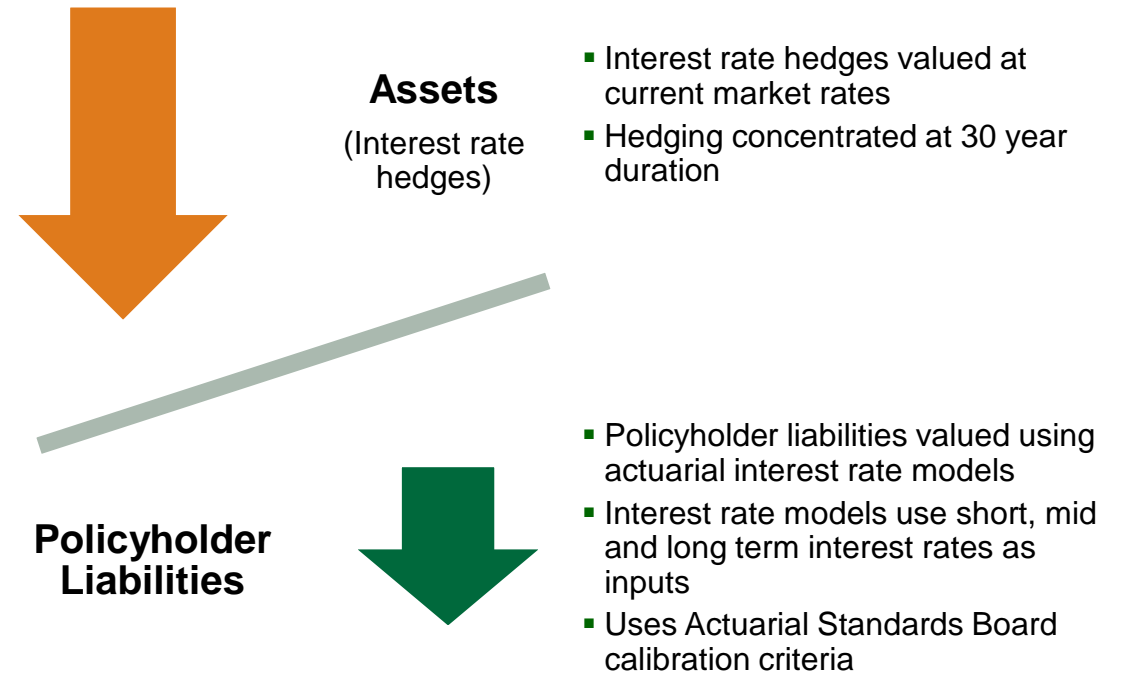 Assets
(Interest rate
hedges)
▪ Interest rate hedges valued at
current market rates
▪ Hedging concentrated at 30 year
duration
Policyholder
Liabilities
▪ Policyholder liabilities valued using
actuarial interest rate models
▪ Interest rate models use short, mid
and long term interest rates as
inputs
▪ Uses Actuarial Standards Board
calibration criteria